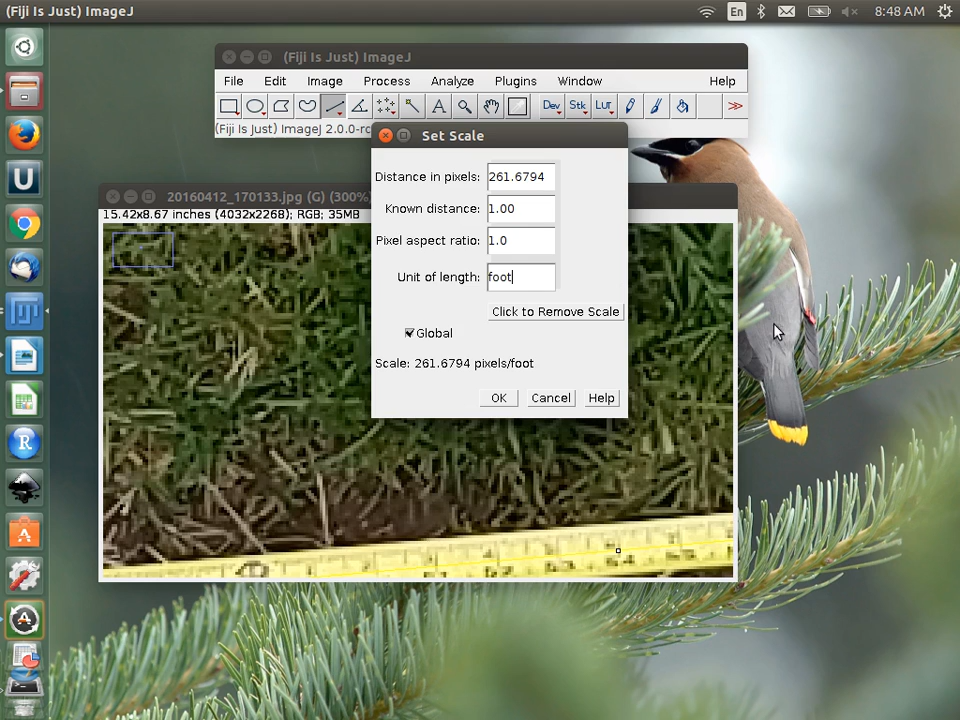 (Fiji Is Just) ImageJ
En
8:48 AM
(Fiji Is Just) ImageJ
File Edit Image Process Analyze Plugins Window Help
A Dev Stk LUT >>
(Fiji Is Just) ImageJ 2.0.0-rc
Set Scale
Distance in pixels: 261.6794
Known distance: 1.00
Pixel aspect ratio: 1.0
Unit of length: foot
Click to Remove Scale
Global
Scale: 261.6794 pixels/foot
OK Cancel Help
20160412_170133.jpg (G) (300%)
15.42x8.67 inches (4032x2268); RGB; 35MB
U
R
A